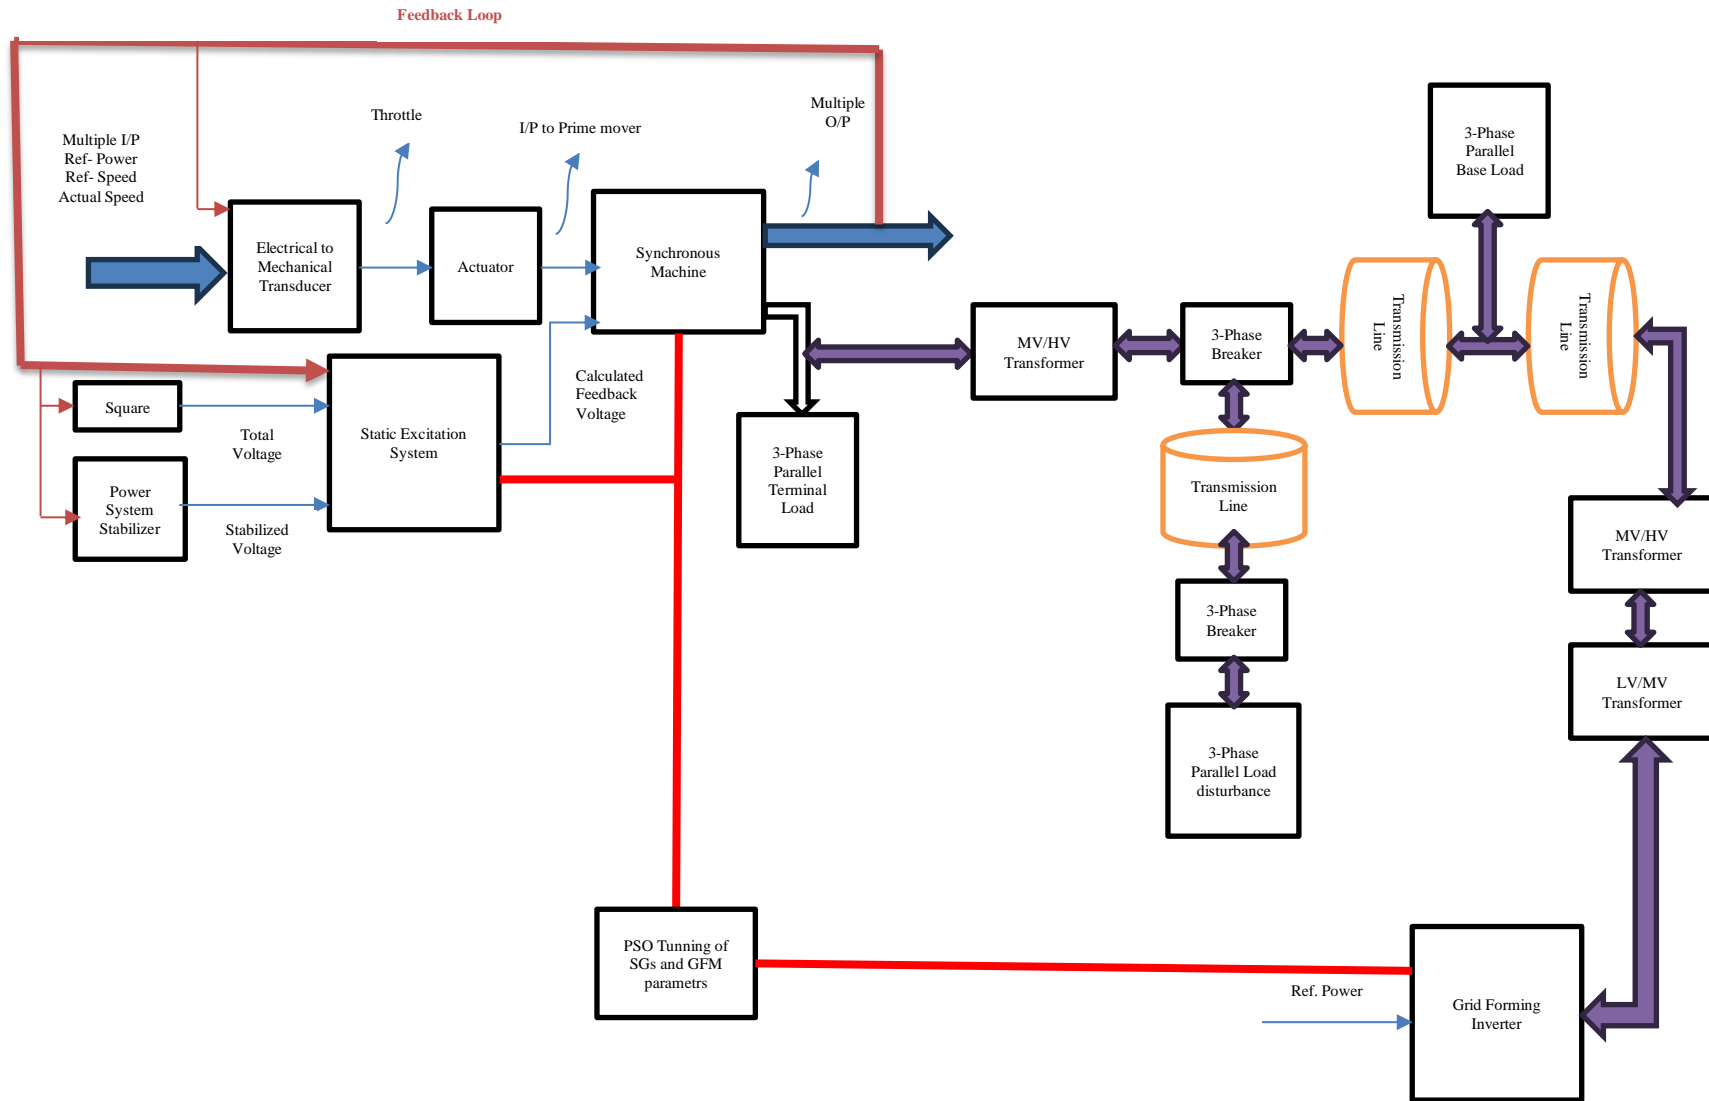 Feedback Loop
Multiple I/P
Ref- Power
Ref- Speed
Actual Speed
Throttle
I/P to Prime mover
Multiple
O/P
3-Phase
Parallel
Base Load
Electrical to
Mechanical
Transducer
Actuator
Synchronous
Machine
MV/HV
Transformer
3-Phase
Breaker
Transmission
Line
Transmission
Line
Square
Total
Voltage
Static Excitation
System
Calculated
Feedback
Voltage
3-Phase
Parallel
Terminal
Load
Transmission
Line
Power
System
Stabilizer
Stabilized
Voltage
MV/HV
Transformer
3-Phase
Breaker
LV/MV
Transformer
3-Phase
Parallel Load
disturbance
PSO Tunning of
SGs and GFM
parametrs
Ref. Power
Grid Forming
Inverter